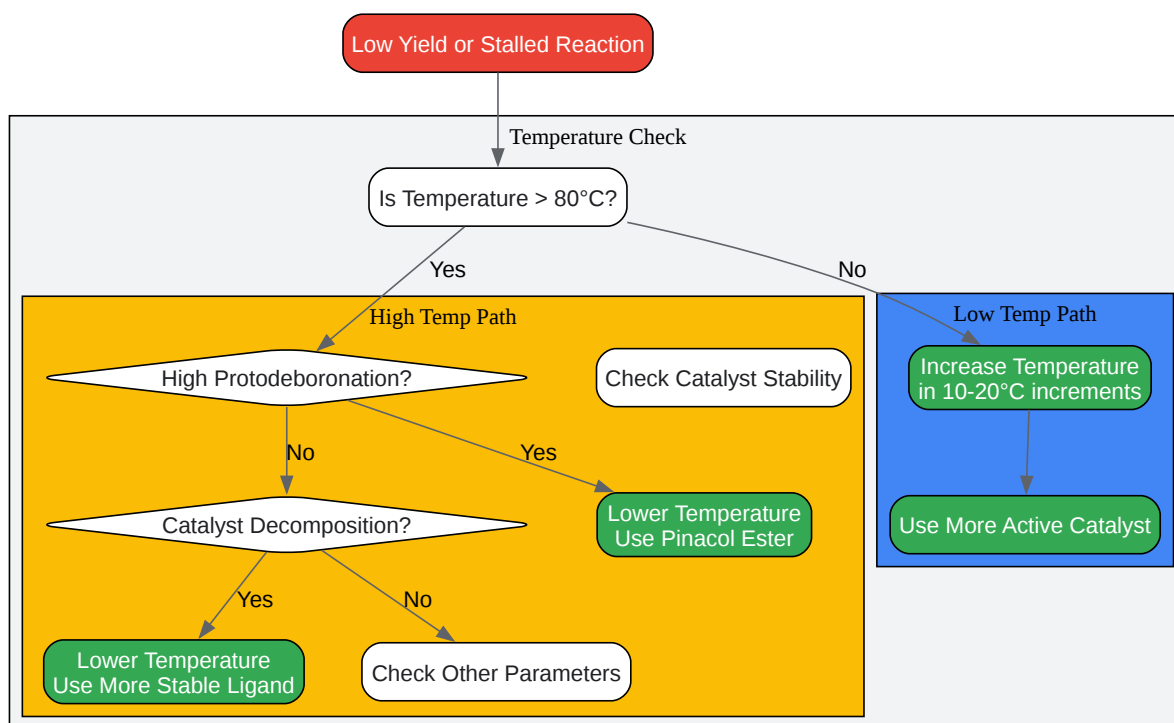 Low Yield or Stalled Reaction
Temperature Check
Is Temperature > 80°C?
Yes
No
High Temp Path
Low Temp Path
High Protodeboronation?
Check Catalyst Stability
Increase Temperature
in 10-20°C increments
No
Yes
Catalyst Decomposition?
Lower Temperature
Use Pinacol Ester
Use More Active Catalyst
Yes
No
Lower Temperature
Use More Stable Ligand
Check Other Parameters